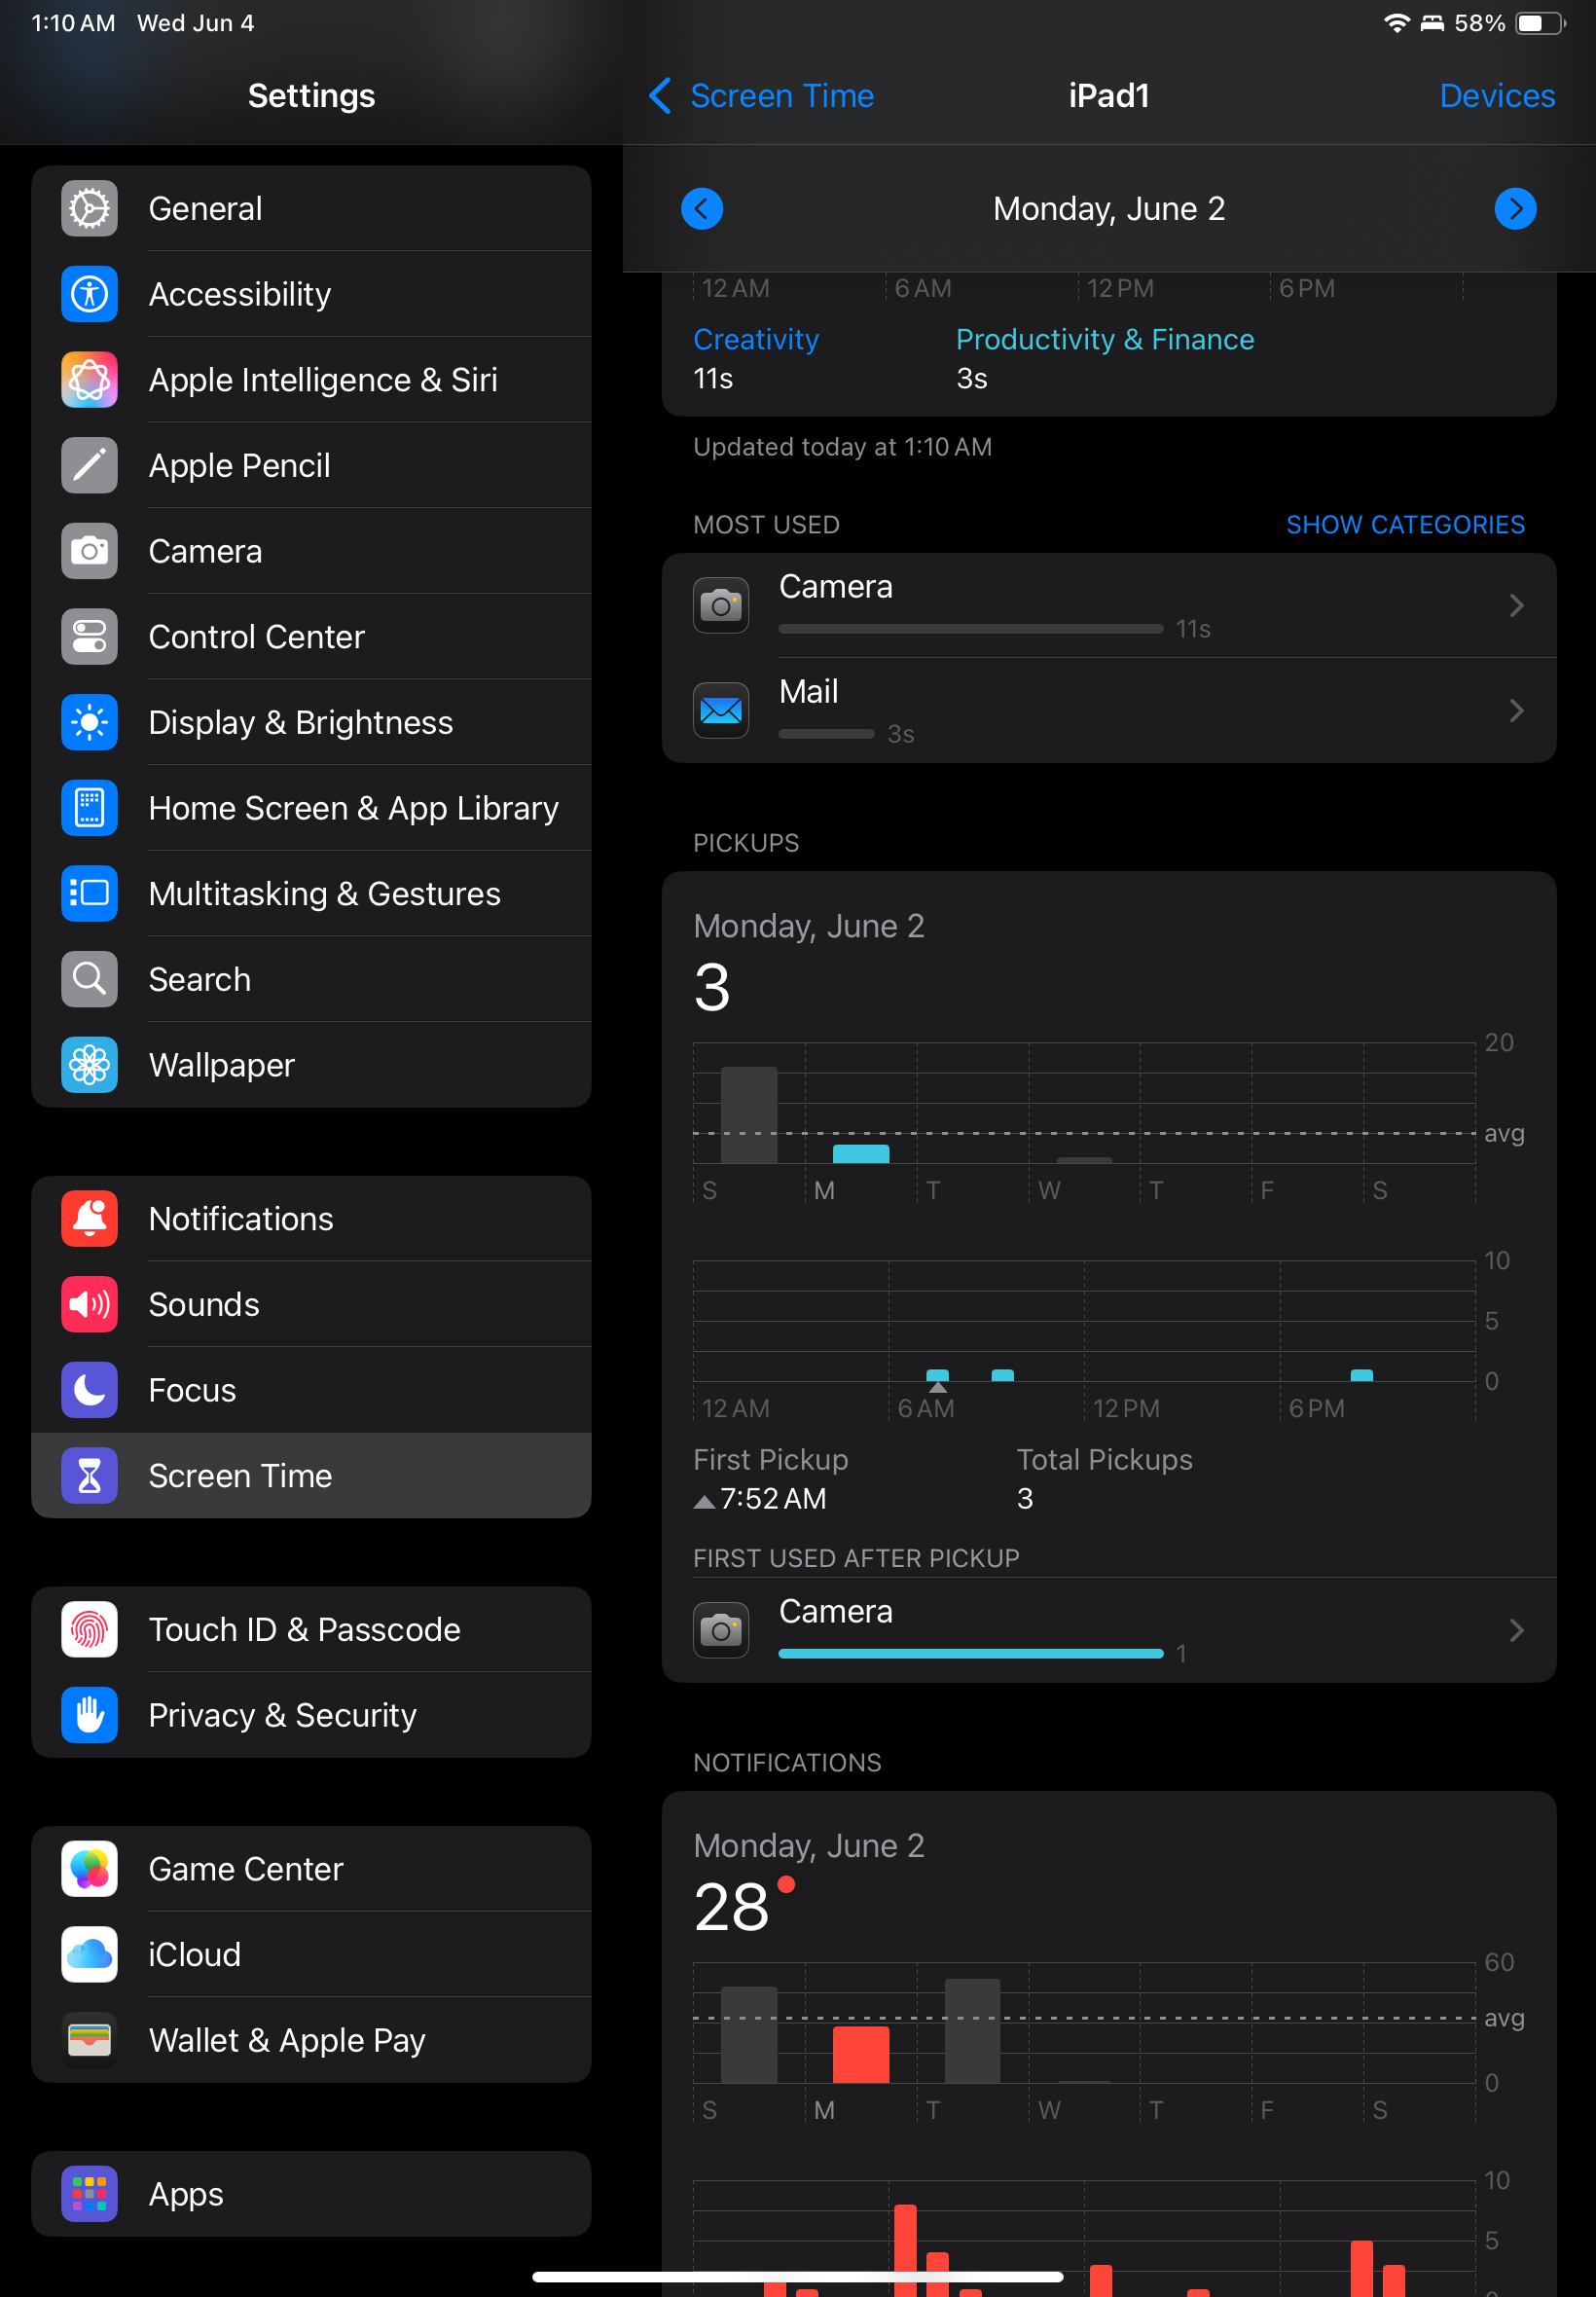 1:10 AM Wed Jun 4
58%
Settings
General
Accessibility
Apple Intelligence & Siri
Apple Pencil
Camera
Control Center
Display & Brightness
Home Screen & App Library
Multitasking & Gestures
Search
Wallpaper
Notifications
Sounds
Focus
Screen Time
Touch ID & Passcode
Privacy & Security
Game Center
iCloud
Wallet & Apple Pay
Apps
Screen Time
iPad1
Devices
Monday, June 2
12 AM 6 AM 12 PM 6 PM
Creativity Productivity & Finance
11s 3s
Updated today at 1:10 AM
MOST USED SHOW CATEGORIES
Camera
11s
Mail
3s
PICKUPS
Monday, June 2
3
20
avg
S M T W T F S
10
5
0
12 AM 6 AM 12 PM 6 PM
First Pickup Total Pickups
7:52 AM 3
FIRST USED AFTER PICKUP
Camera
1
NOTIFICATIONS
Monday, June 2
28
60
avg
0
S M T W T F S
10
5